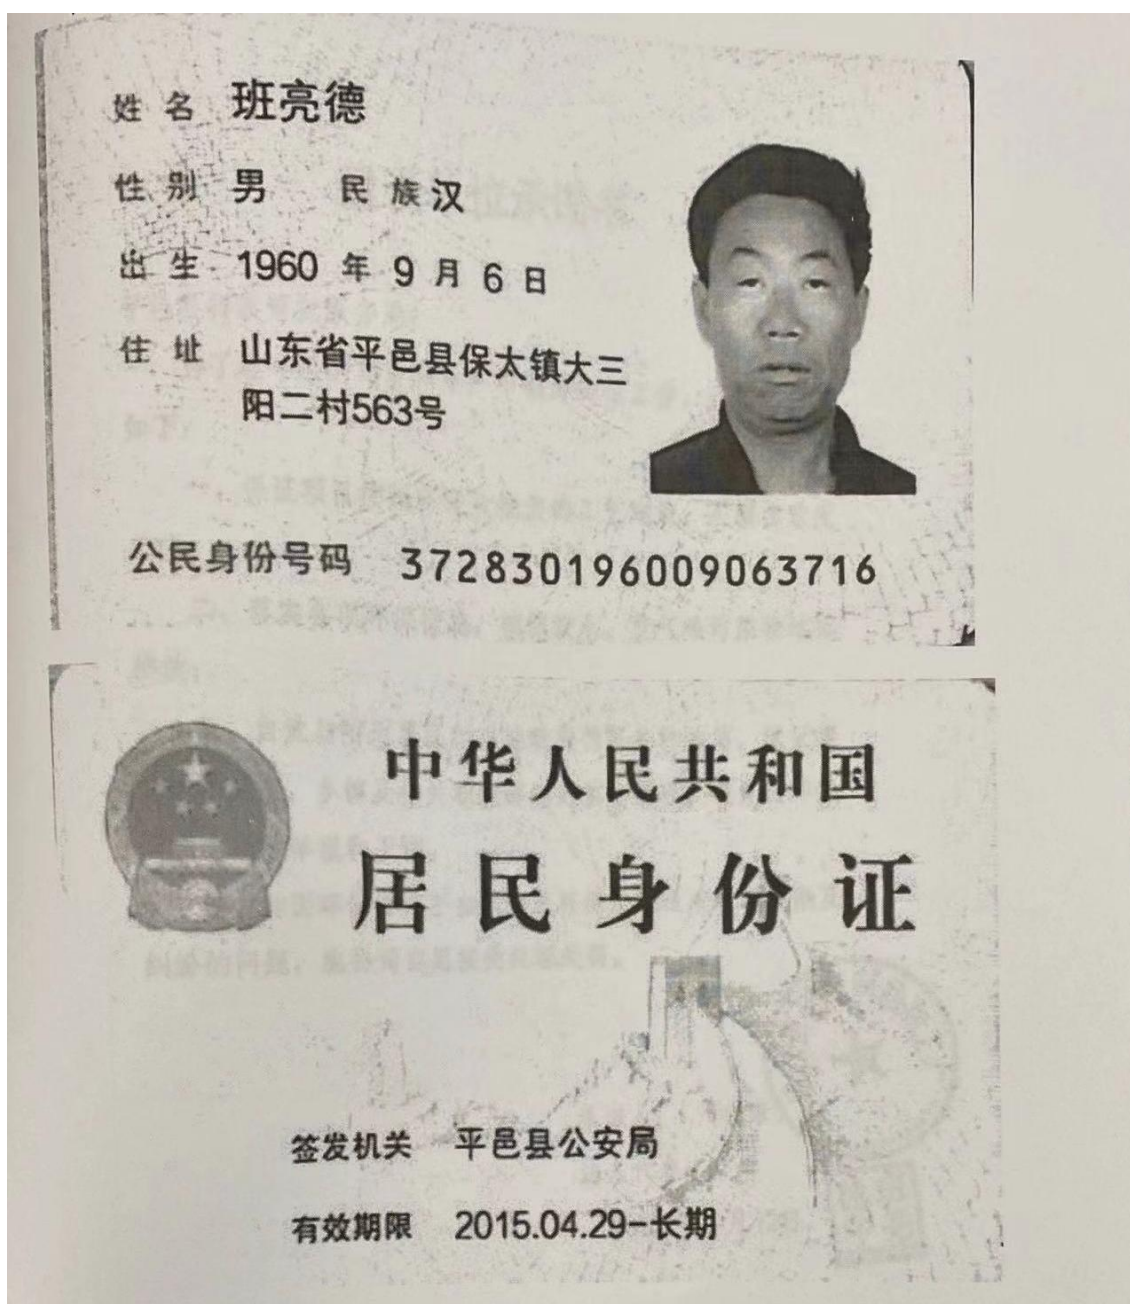 姓名 班亮德
性别 男 民族 汉
出生 1960年9月6日
住址 山东省平邑县保太镇大三
阳二村563号
公民身份号码 372830196009063716
中华人民共和国
居民身份证
签发机关 平邑县公安局
有效期限 2015.04.29-长期